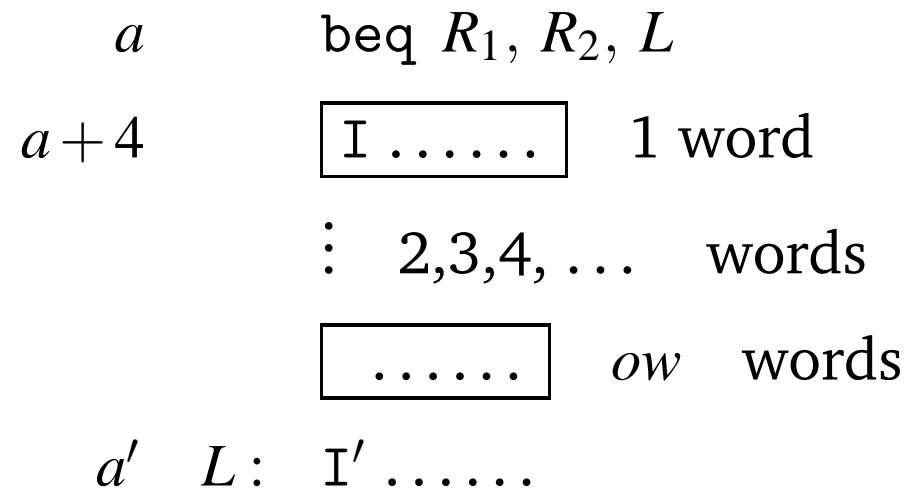 a beq R₁, R₂, L
a+4 I ...... 1 word
⋮ 2,3,4, ... words
...... ow words
a′ L: I′ ......